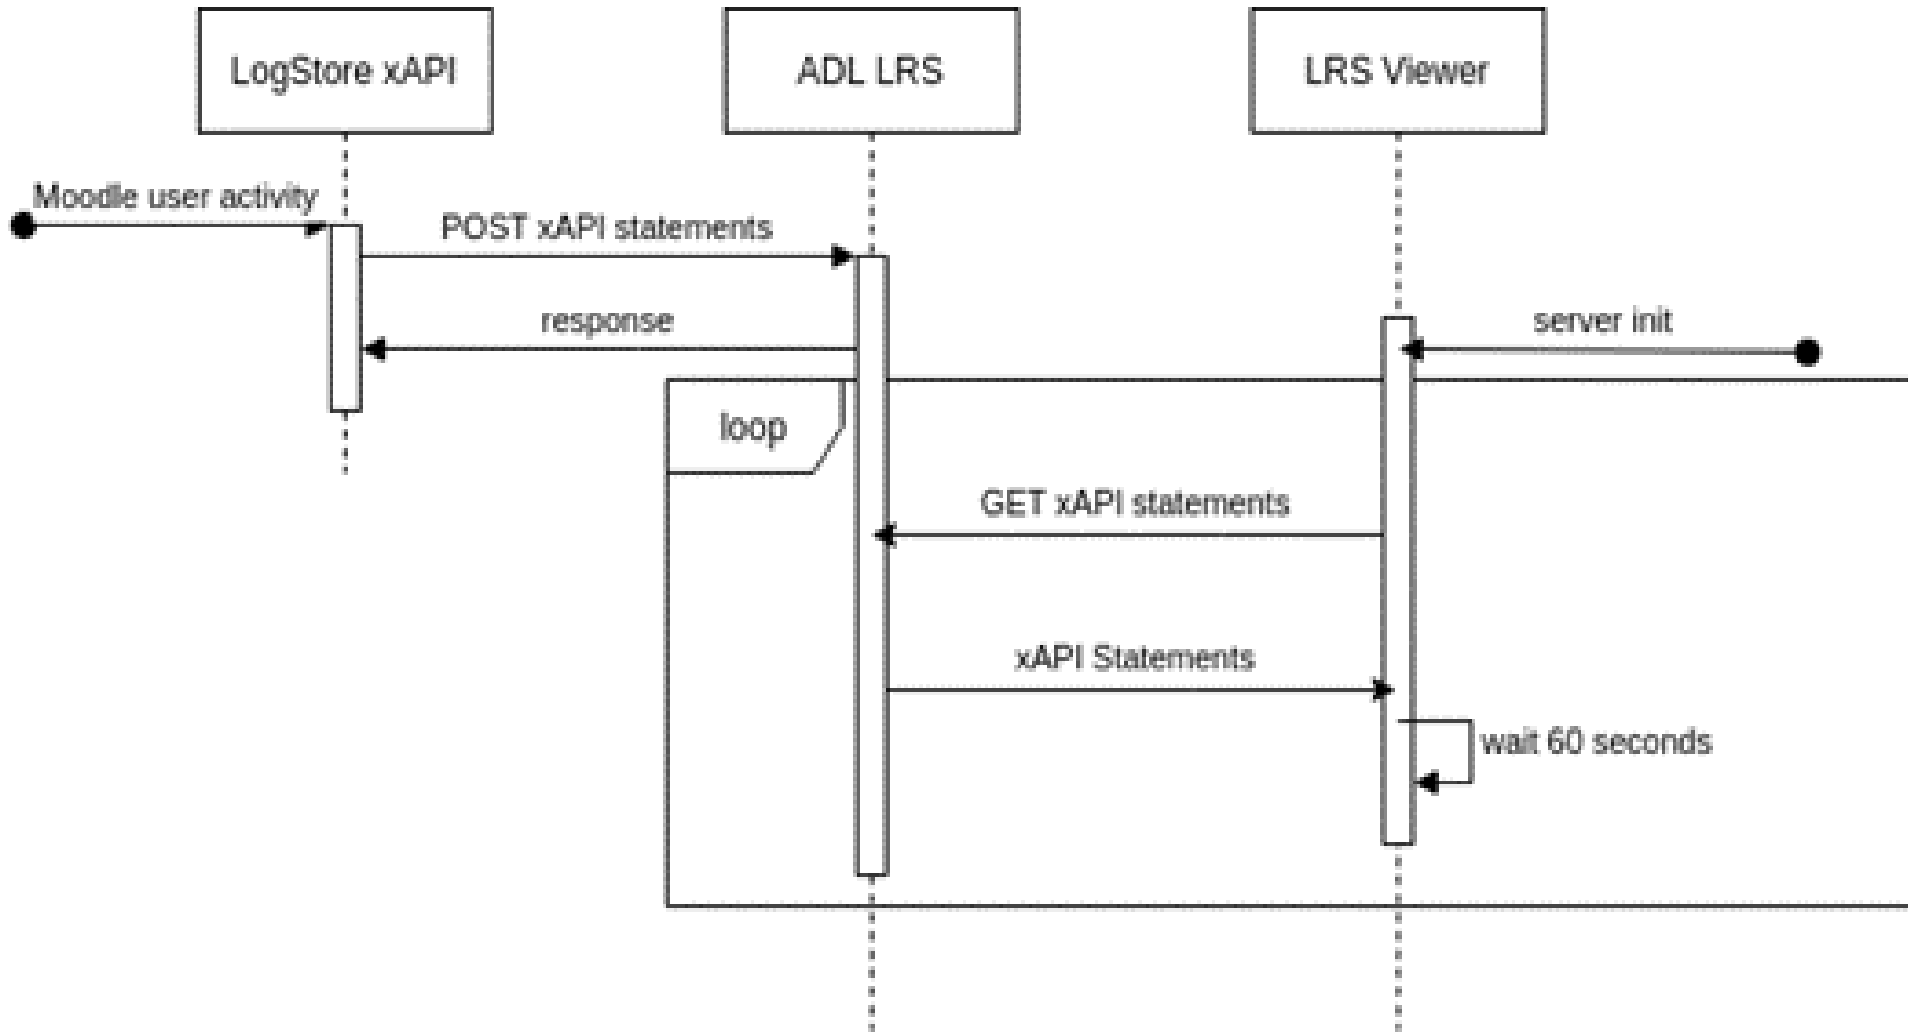 LogStore xAPI
ADL LRS
LRS Viewer
Moodle user activity
POST xAPI statements
response
server init
loop
GET xAPI statements
xAPI Statements
wait 60 seconds